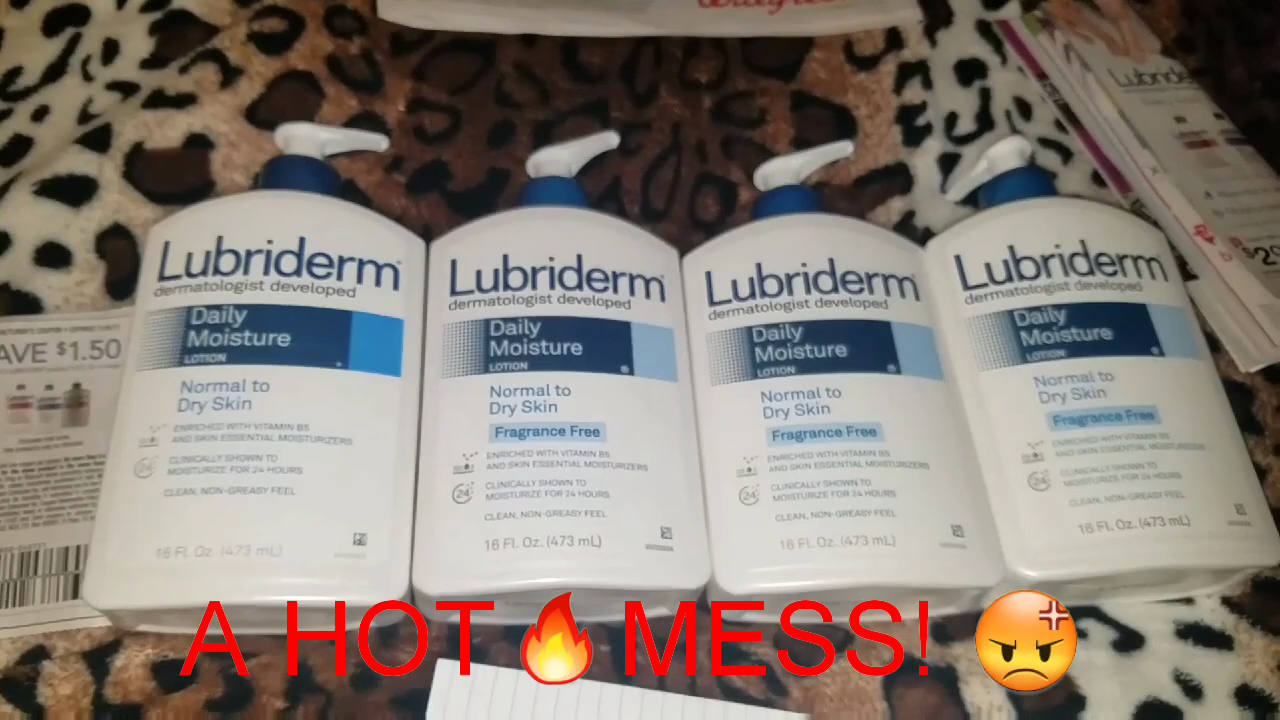 Walgreens
Lubriderm
AVE $1.50
Lubriderm
dermatologist developed
Daily
Moisture
LOTION
Normal to
Dry Skin
ENRICHED WITH VITAMIN B5
AND SKIN ESSENTIAL MOISTURIZERS
24
CLINICALLY SHOWN TO
MOISTURIZE FOR 24 HOURS
CLEAN, NON-GREASY FEEL
16 Fl. Oz. (473 mL)
Lubriderm
dermatologist developed
Daily
Moisture
LOTION
Normal to
Dry Skin
Fragrance Free
ENRICHED WITH VITAMIN B5
AND SKIN ESSENTIAL MOISTURIZERS
24
CLINICALLY SHOWN TO
MOISTURIZE FOR 24 HOURS
CLEAN, NON-GREASY FEEL
16 Fl. Oz. (473 mL)
Lubriderm
dermatologist developed
Daily
Moisture
LOTION
Normal to
Dry Skin
Fragrance Free
ENRICHED WITH VITAMIN B5
AND SKIN ESSENTIAL MOISTURIZERS
24
CLINICALLY SHOWN TO
MOISTURIZE FOR 24 HOURS
CLEAN, NON-GREASY FEEL
16 Fl. Oz. (473 mL)
Lubriderm
dermatologist developed
Daily
Moisture
LOTION
Normal to
Dry Skin
Fragrance Free
ENRICHED WITH VITAMIN B5
AND SKIN ESSENTIAL MOISTURIZERS
24
CLINICALLY SHOWN TO
MOISTURIZE FOR 24 HOURS
CLEAN, NON-GREASY FEEL
16 Fl. Oz. (473 mL)
A HOT🔥MESS! 😡